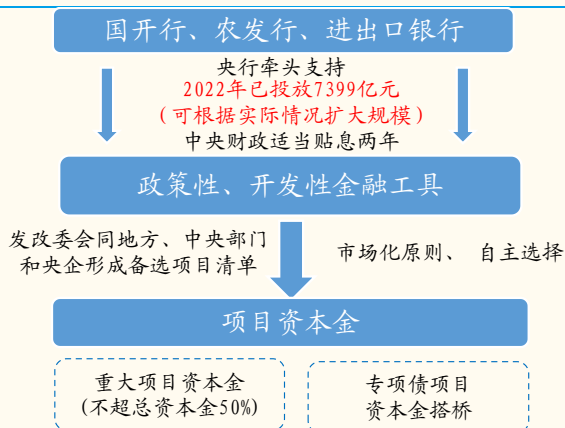 国开行、农发行、进出口银行
央行牵头支持
2022年已投放7399亿元
(可根据实际情况扩大规模)
中央财政适当贴息两年
政策性、开发性金融工具
发改委会同地方、中央部门
和央企形成备选项目清单
市场化原则、 自主选择
项目资本金
重大项目资本金
(不超总资本金50%)
专项债项目
资本金搭桥